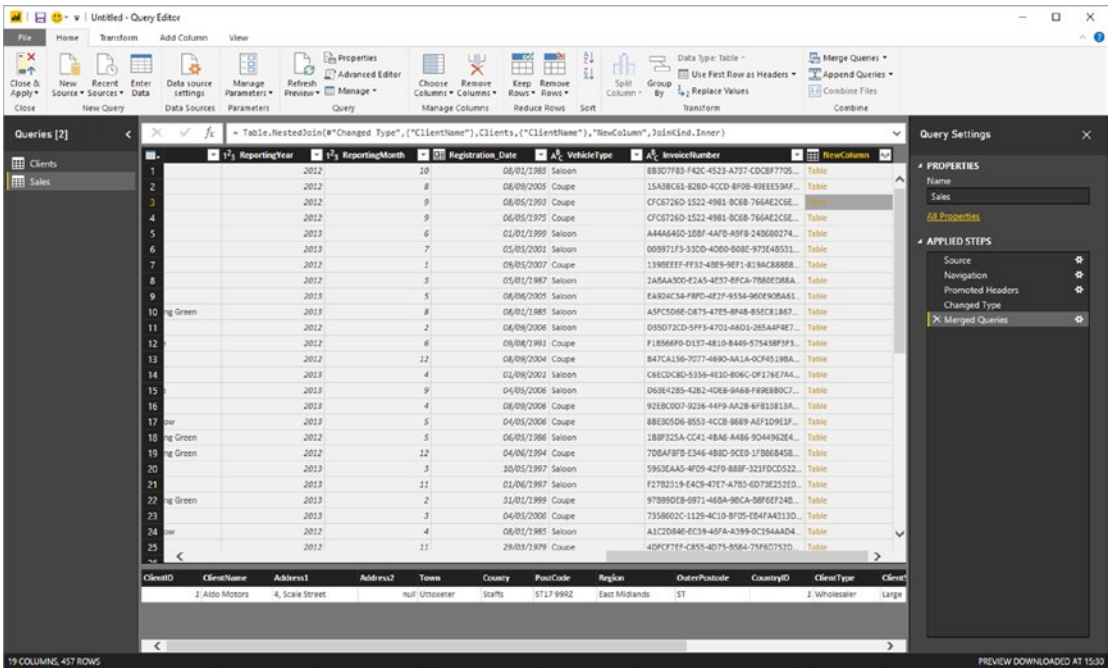 Untitled - Query Editor
File Home Transform Add Column View
Close & Apply
New Source
Recent Sources
Enter Data
Data source settings
Manage Parameters
Refresh Preview
Properties
Advanced Editor
Manage
Choose Columns
Remove Columns
Keep Rows
Remove Rows
Split Column
Group By
Data Type: Table
Use First Row as Headers
Replace Values
Merge Queries
Append Queries
Combine Files
Close New Query Data Sources Parameters Query Manage Columns Reduce Rows Sort Transform Combine
Queries [2]
Clients
Sales
= Table.NestedJoin(#"Changed Type",{"ClientName"},Clients,{"ClientName"},"NewColumn",JoinKind.Inner)
ReportingYear ReportingMonth Registration_Date VehicleType InvoiceNumber NewColumn
1 2012 10 08/01/1985 Saloon Table
2 2012 8 08/09/2005 Coupe Table
3 2012 9 08/05/1993 Coupe Table
4 2012 9 06/05/1975 Coupe Table
5 2013 6 01/01/1999 Saloon Table
6 2013 7 05/05/2001 Saloon Table
7 2012 1 09/05/2007 Coupe Table
8 2012 3 05/01/1987 Saloon Table
9 2013 5 08/06/2005 Saloon Table
10 ng Green 2013 8 08/01/1985 Saloon Table
11 2012 2 08/09/2006 Saloon Table
12 2012 6 09/08/1991 Coupe Table
13 2012 12 08/09/2004 Coupe Table
14 2013 4 01/09/2001 Saloon Table
15 2013 9 04/05/2006 Saloon Table
16 2013 4 08/09/2006 Coupe Table
17 ow 2013 5 04/05/2006 Coupe Table
18 ng Green 2012 5 06/05/1986 Saloon Table
19 ng Green 2012 12 04/06/1994 Coupe Table
20 2013 3 10/05/1997 Saloon Table
21 2013 11 01/06/1997 Saloon Table
22 ng Green 2013 2 31/01/1999 Coupe Table
23 2013 3 04/05/2006 Coupe Table
24 ow 2012 4 08/01/1985 Saloon Table
25 2012 11 29/03/1979 Coupe Table
ClientID ClientName Address1 Address2 Town County PostCode Region OuterPostode CountryID ClientType
1 Aldo Motors 4, Scale Street null Uttoxeter Staffs ST17 99RZ East Midlands ST 1 Wholesaler Large
Query Settings
PROPERTIES
Name
Sales
All Properties
APPLIED STEPS
Source
Navigation
Promoted Headers
Changed Type
Merged Queries
19 COLUMNS, 457 ROWS
PREVIEW DOWNLOADED AT 15:30